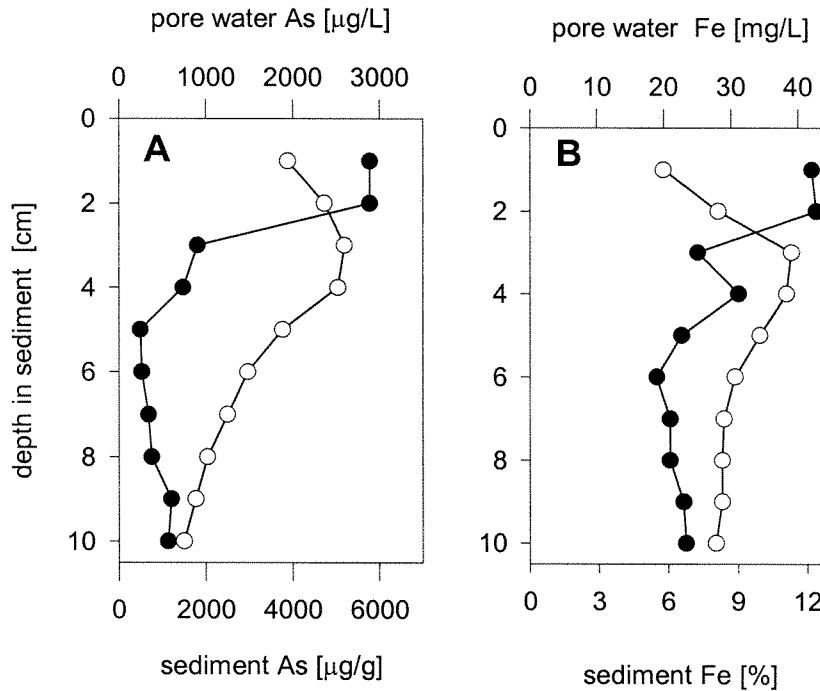 pore water As [µg/L]
0 1000 2000 3000
pore water Fe [mg/L]
0 10 20 30 40
A
B
depth in sediment [cm]
0
2
4
6
8
10
0
2
4
6
8
10
0 2000 4000 6000
sediment As [µg/g]
0 3 6 9 12
sediment Fe [%]